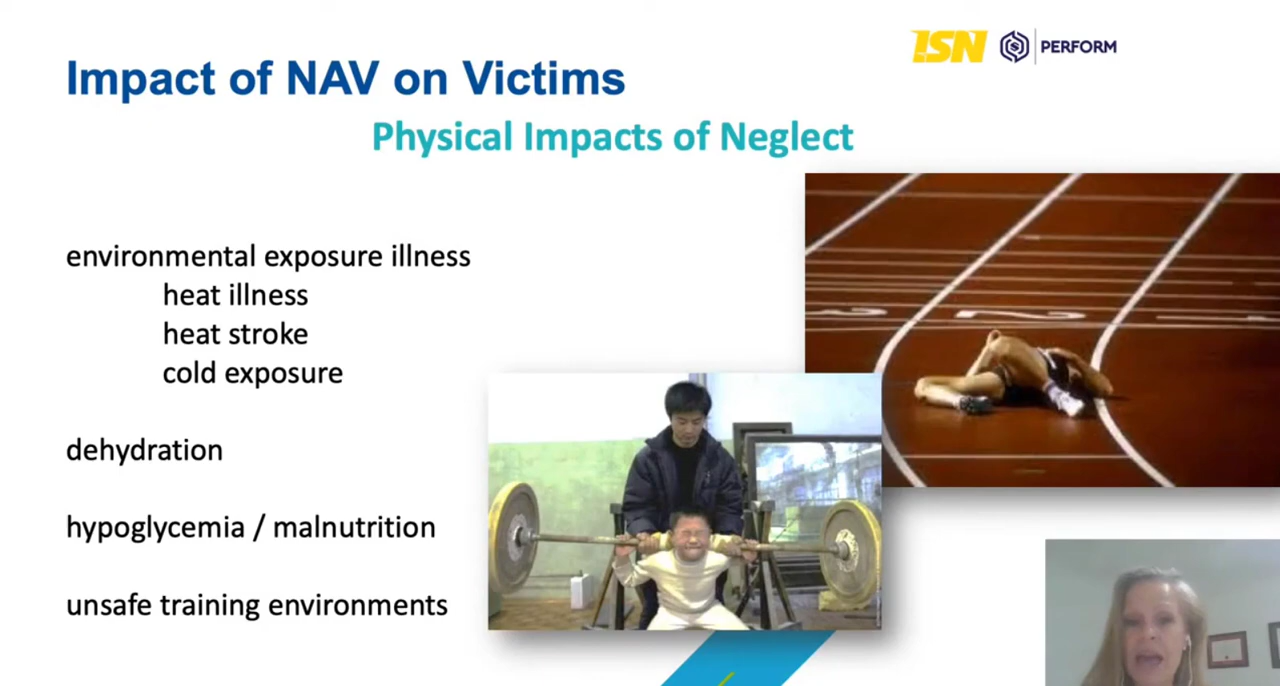 ISN PERFORM
Impact of NAV on Victims
Physical Impacts of Neglect
environmental exposure illness
heat illness
heat stroke
cold exposure
dehydration
hypoglycemia / malnutrition
unsafe training environments
2